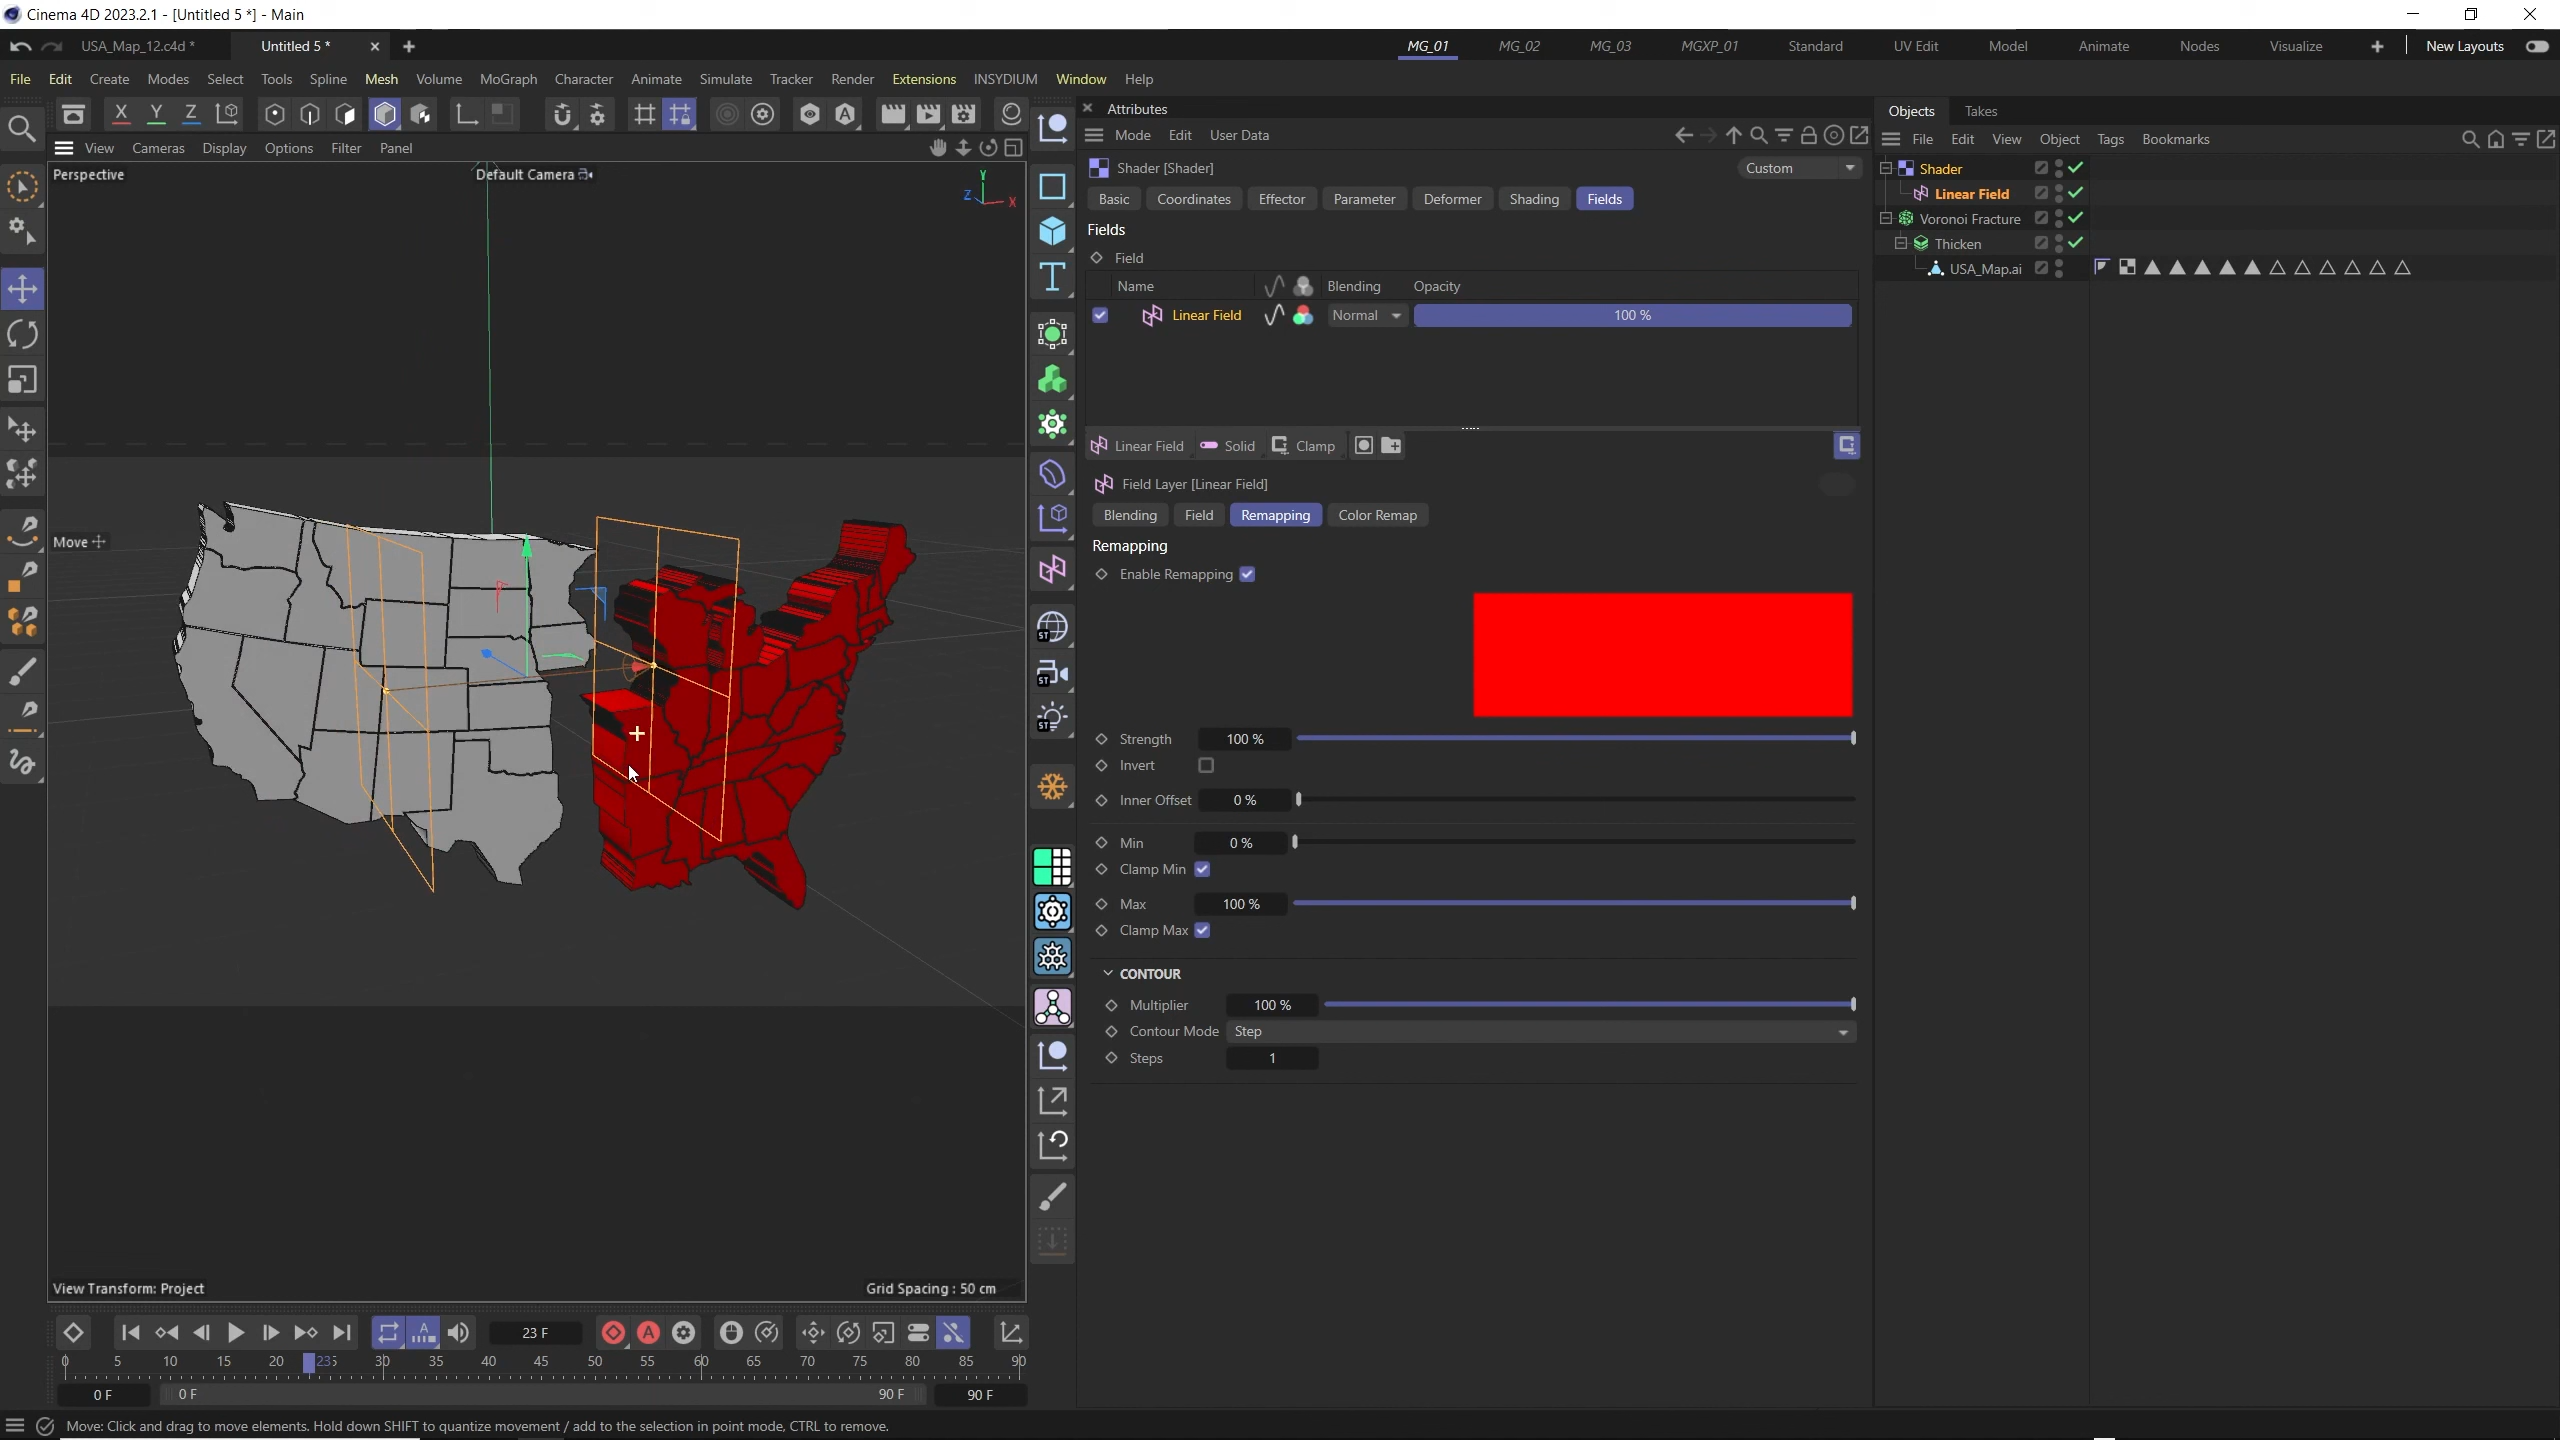 Cinema 4D 2023.2.1 - [Untitled 5 *] - Main
USA_Map_12.c4d *
Untitled 5 *
MG_01
MG_02
MG_03
MGXP_01
Standard
UV Edit
Model
Animate
Nodes
Visualize
New Layouts
File Edit Create Modes Select Tools Spline Mesh Volume MoGraph Character Animate Simulate Tracker Render Extensions INSYDIUM Window Help
X Y Z
View Cameras Display Options Filter Panel
Perspective
Default Camera
Y
Z
X
Move
View Transform: Project
Grid Spacing : 50 cm
T
ST
ST
ST
Attributes
Mode Edit User Data
Shader [Shader]
Custom
Basic Coordinates Effector Parameter Deformer Shading Fields
Fields
Field
Name Blending Opacity
Linear Field Normal 100 %
Linear Field Solid Clamp
Field Layer [Linear Field]
Blending Field Remapping Color Remap
Remapping
Enable Remapping
Strength 100 %
Invert
Inner Offset 0 %
Min 0 %
Clamp Min
Max 100 %
Clamp Max
CONTOUR
Multiplier 100 %
Contour Mode Step
Steps 1
Objects Takes
File Edit View Object Tags Bookmarks
Shader
Linear Field
Voronoi Fracture
Thicken
USA_Map.ai
23 F
0 5 10 15 20 30 35 40 45 50 55 60 65 70 75 80 85 90
0 F 0 F 90 F 90 F
Move: Click and drag to move elements. Hold down SHIFT to quantize movement / add to the selection in point mode, CTRL to remove.